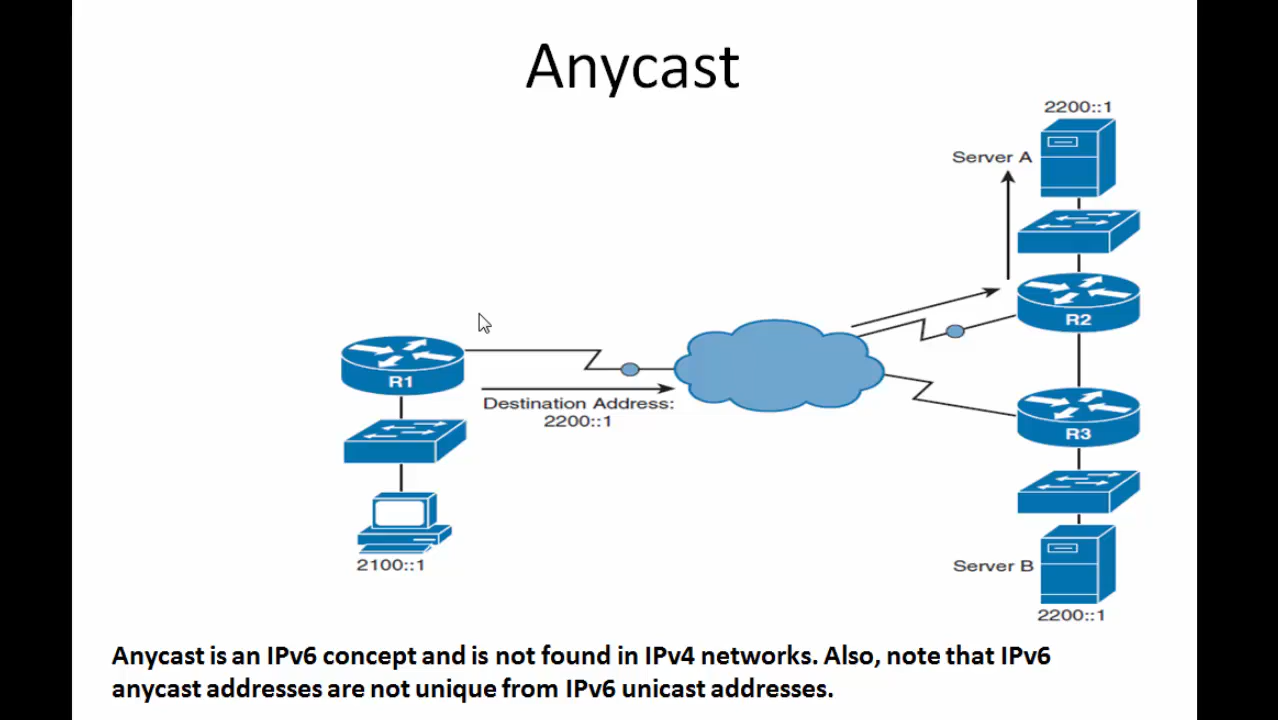 Anycast
2200::1
Server A
R2
R1
Destination Address:
2200::1
R3
2100::1
Server B
2200::1
Anycast is an IPv6 concept and is not found in IPv4 networks. Also, note that IPv6
anycast addresses are not unique from IPv6 unicast addresses.